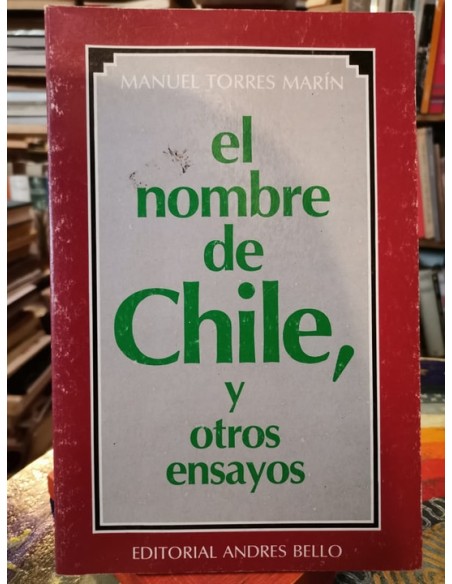 MANUEL TORRES MARÍN
el
nombre
de
Chile,
y
otros
ensayos
EDITORIAL ANDRES BELLO